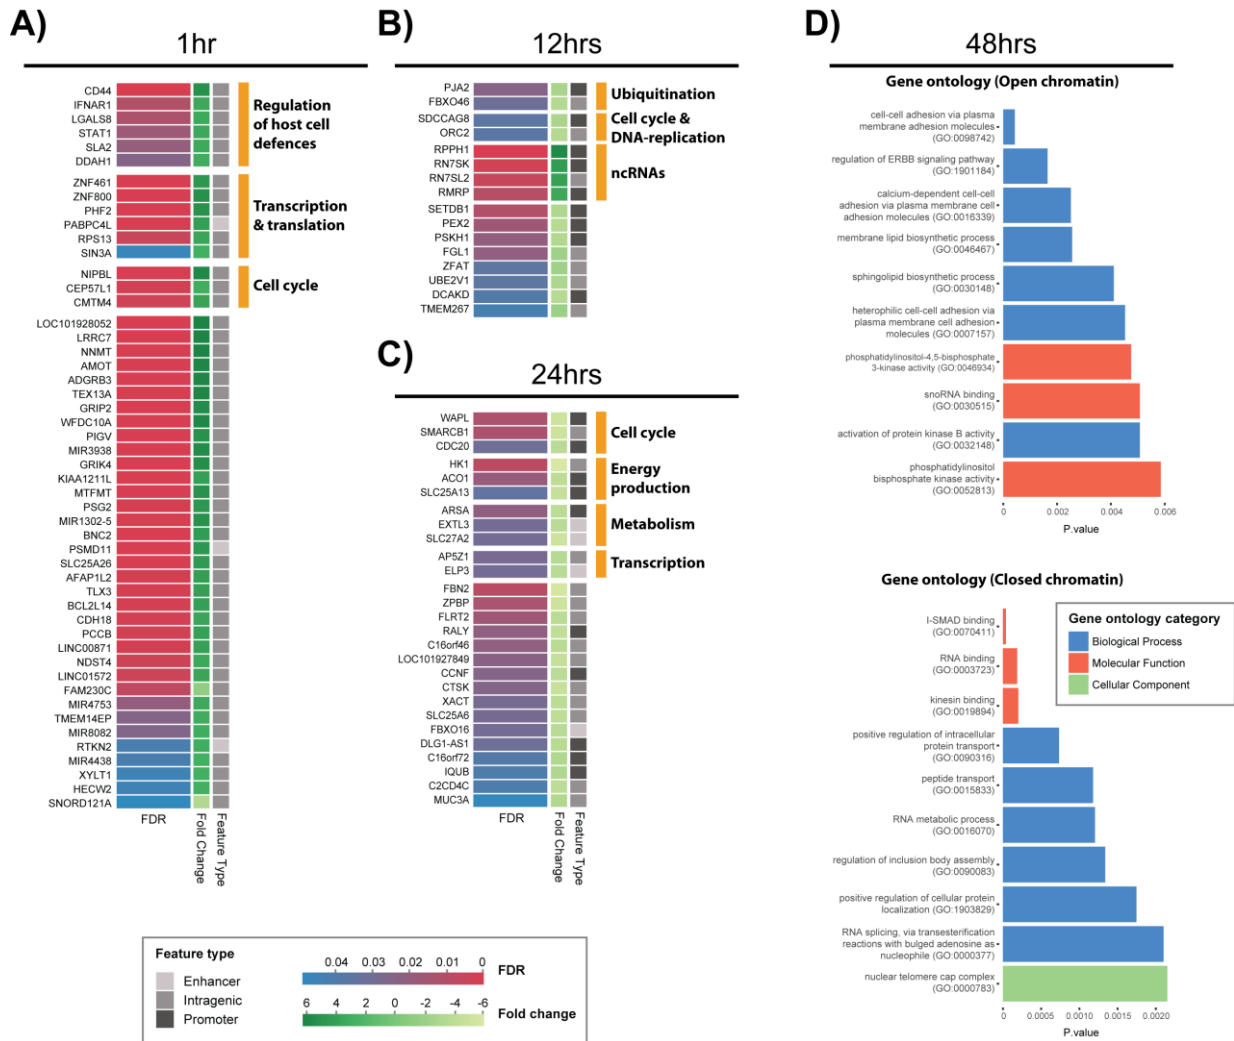 A)
1hr
CD44
IFNAR1
LGALS8
STAT1
SLA2
DDAH1
Regulation
of host cell
defences
ZNF461
ZNF800
PHF2
PABPC4L
RPS13
SIN3A
Transcription
& translation
NIPBL
CEP57L1
CMTM4
Cell cycle
LOC101928052
LRRC7
NNMT
AMOT
ADGRB3
TEX13A
GRIP2
WFDC10A
PIGV
MIR3938
GRIK4
KIAA1211L
MTFMT
PSG2
MIR1302-5
BNC2
PSMD11
SLC25A26
AFAP1L2
TLX3
BCL2L14
CDH18
PCCB
LINC00871
NDST4
LINC01572
FAM230C
MIR4753
TMEM14EP
MIR8082
RTKN2
MIR4438
XYLT1
HECW2
SNORD121A
FDR
Fold Change
Feature Type
B)
12hrs
PJA2
FBXO46
Ubiquitination
SDCCAG8
ORC2
Cell cycle &
DNA-replication
RPPH1
RN7SK
RN7SL2
RMRP
ncRNAs
SETDB1
PEX2
PSKH1
FGL1
ZFAT
UBE2V1
DCAKD
TMEM267
C)
24hrs
WAPL
SMARCB1
CDC20
Cell cycle
HK1
ACO1
SLC25A13
Energy
production
ARSA
EXTL3
SLC27A2
Metabolism
AP5Z1
ELP3
Transcription
FBN2
ZPBP
FLRT2
RALY
C16orf46
LOC101927849
CCNF
CTSK
XACT
SLC25A6
FBXO16
DLG1-AS1
C16orf72
IQUB
C2CD4C
MUC3A
FDR
Fold Change
Feature Type
Feature type
Enhancer
Intragenic
Promoter
0.04 0.03 0.02 0.01 0
FDR
6 4 2 0 -2 -4 -6
Fold change
D)
48hrs
Gene ontology (Open chromatin)
cell-cell adhesion via plasma
membrane adhesion molecules
(GO:0098742)
regulation of ERBB signaling pathway
(GO:1901184)
calcium-dependent cell-cell
adhesion via plasma membrane cell
adhesion molecules (GO:0016339)
membrane lipid biosynthetic process
(GO:0046467)
sphingolipid biosynthetic process
(GO:0030148)
heterophilic cell-cell adhesion via
plasma membrane cell adhesion
molecules (GO:0007157)
phosphatidylinositol-4,5-bisphosphate
3-kinase activity (GO:0046934)
snoRNA binding
(GO:0030515)
activation of protein kinase B activity
(GO:0032148)
phosphatidylinositol
bisphosphate kinase activity
(GO:0052813)
0 0.002 0.004 0.006
P.value
Gene ontology (Closed chromatin)
I-SMAD binding
(GO:0070411)
RNA binding
(GO:0003723)
kinesin binding
(GO:0019894)
positive regulation of intracellular
protein transport
(GO:0090316)
peptide transport
(GO:0015833)
RNA metabolic process
(GO:0016070)
regulation of inclusion body assembly
(GO:0090083)
positive regulation of cellular protein
localization (GO:1903829)
RNA splicing, via transesterification
reactions with bulged adenosine as
nucleophile (GO:0000377)
nuclear telomere cap complex
(GO:0000783)
0 0.0005 0.0010 0.0015 0.0020
P.value
Gene ontology category
Biological Process
Molecular Function
Cellular Component